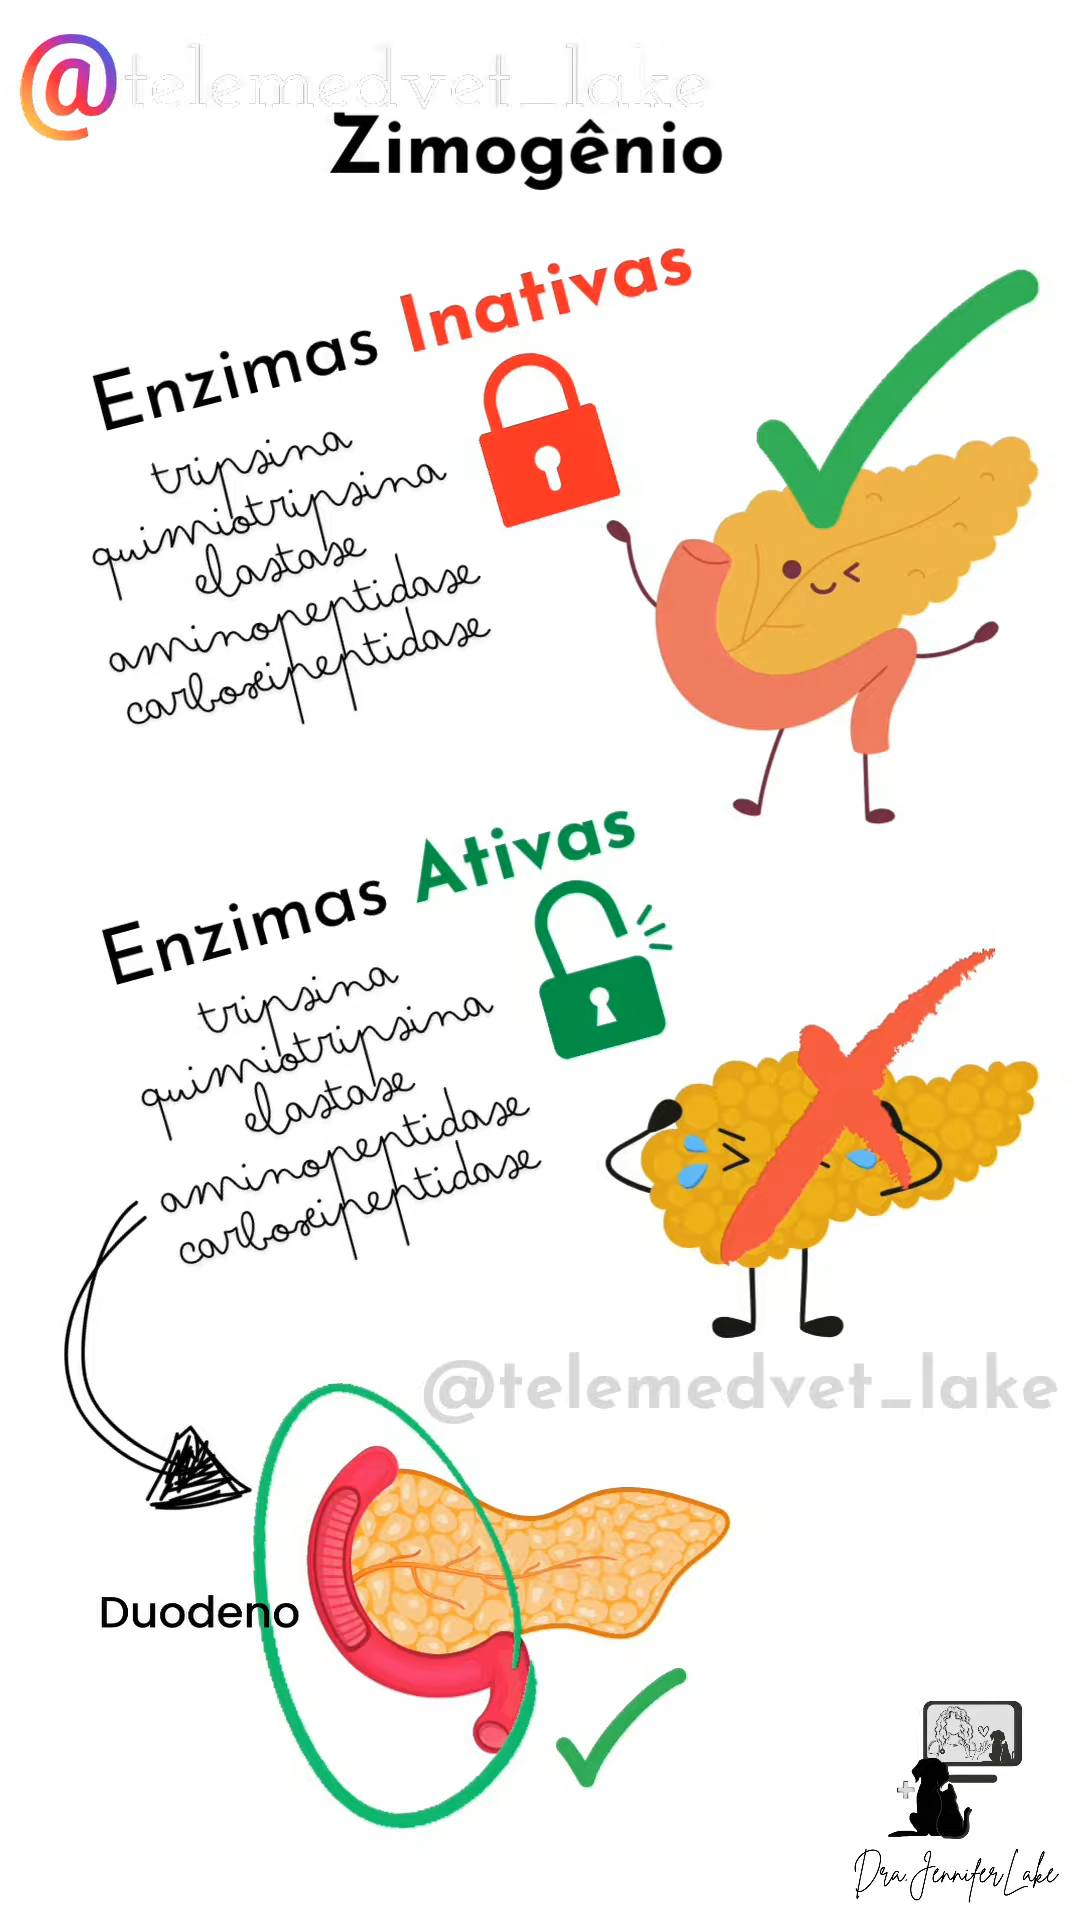 @telemedvet_lake
Zimogênio
Enzimas Inativas
tripsina
quimiotripsina
elastase
aminopeptidase
carboxipeptidase
Enzimas Ativas
tripsina
quimiotripsina
elastase
aminopeptidase
carboxipeptidase
@telemedvet_lake
Duodeno
Dra. Jennifer Lake